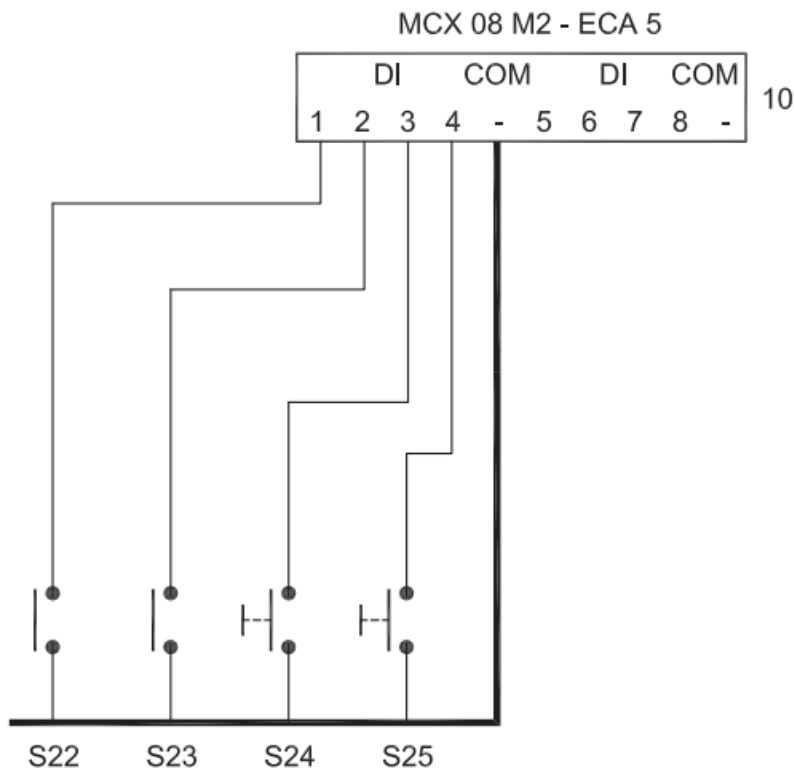 MCX 08 M2 - ECA 5
DI COM DI COM
10
1 2 3 4 - 5 6 7 8 -
S22 S23 S24 S25